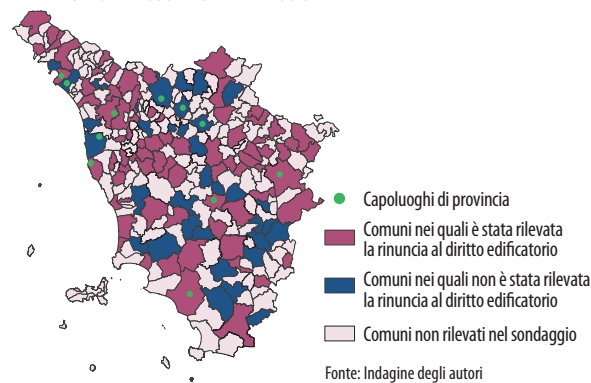 Capoluoghi di provincia
Comuni nei quali è stata rilevata
la rinuncia al diritto edificatorio
Comuni nei quali non è stata rilevata
la rinuncia al diritto edificatorio
Comuni non rilevati nel sondaggio
Fonte: Indagine degli autori